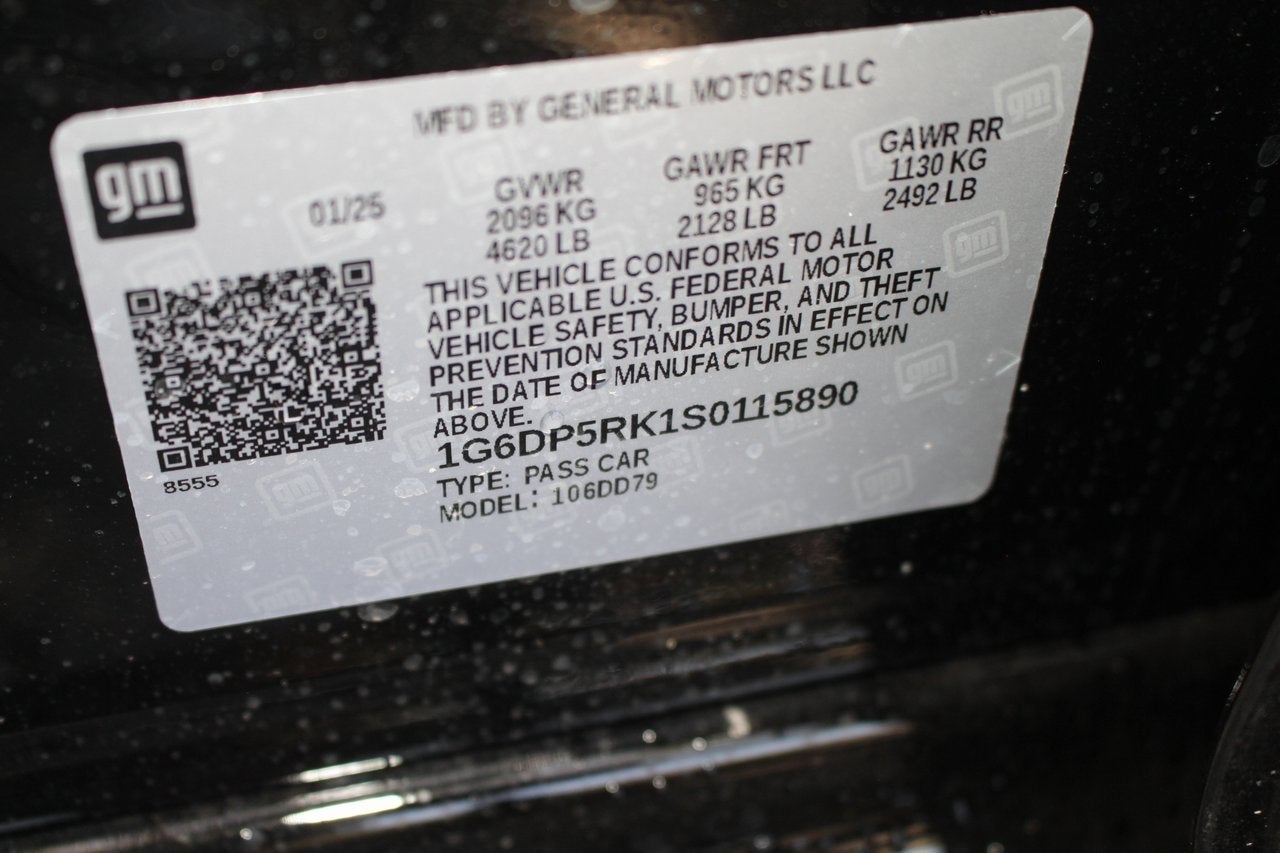 MFD BY GENERAL MOTORS LLC
gm
01/25
GVWR
2096 KG
4620 LB
GAWR FRT
965 KG
2128 LB
GAWR RR
1130 KG
2492 LB
THIS VEHICLE CONFORMS TO ALL
APPLICABLE U.S. FEDERAL MOTOR
VEHICLE SAFETY, BUMPER, AND THEFT
PREVENTION STANDARDS IN EFFECT ON
THE DATE OF MANUFACTURE SHOWN
ABOVE.
1G6DP5RK1S0115890
TYPE: PASS CAR
MODEL: 106DD79
8555